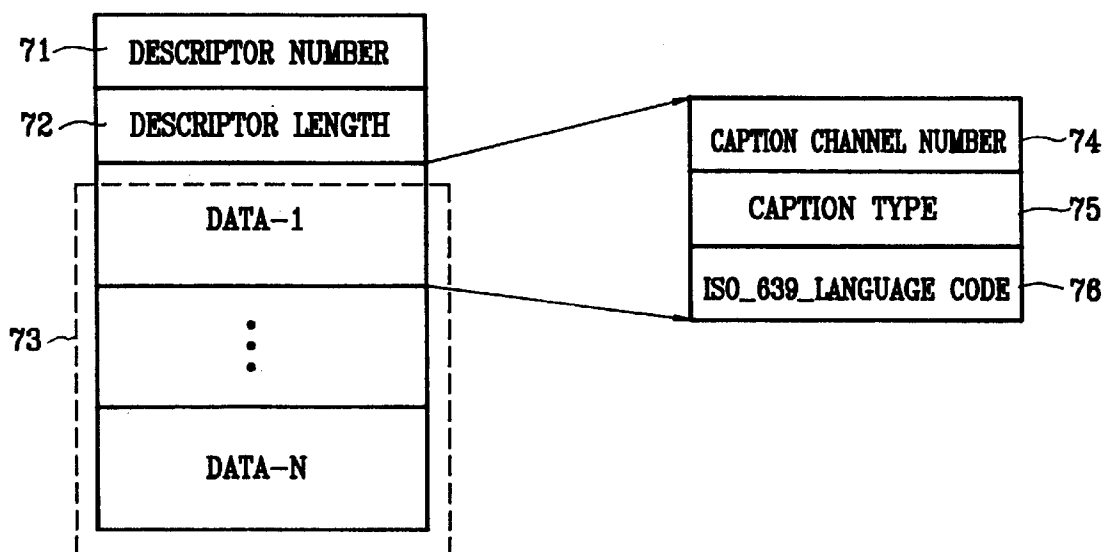 71 DESCRIPTOR NUMBER
72 DESCRIPTOR LENGTH
CAPTION CHANNEL NUMBER 74
CAPTION TYPE 75
ISO_639_LANGUAGE CODE 76
73
DATA-1
DATA-N